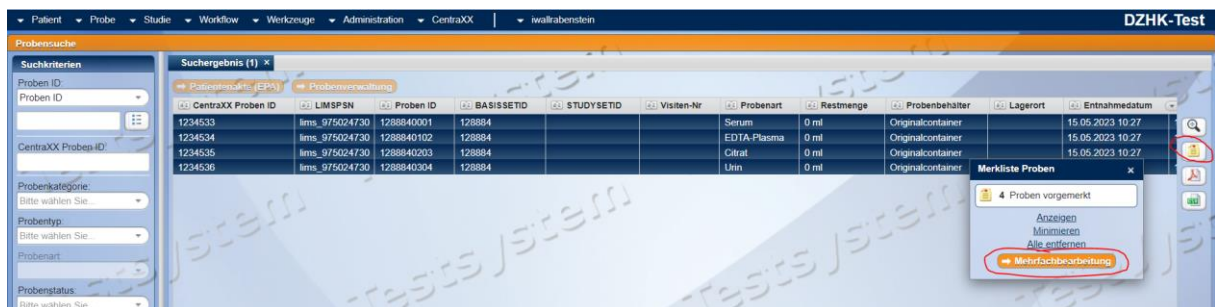 Patient Probe Studie Workflow Werkzeuge Administration CentraXX | iwallrabenstein DZHK-Test
Probensuche
Suchkriterien
Proben ID:
Proben ID
CentraXX Proben ID:
Probenkategorie:
Bitte wählen Sie...
Probentyp:
Bitte wählen Sie...
Probenart
Probenstatus:
Bitte wählen Sie...
Suchergebnis (1) ×
Patientenakte (EPA) Probenverwaltung
CentraXX Proben ID LIMSPSN Proben ID BASISSETID STUDYSETID Visiten-Nr Probenart Restmenge Probenbehälter Lagerort Entnahmedatum
1234533 lims_975024730 1288840001 128884 Serum 0 ml Originalcontainer 15.05.2023 10:27
1234534 lims_975024730 1288840102 128884 EDTA-Plasma 0 ml Originalcontainer 15.05.2023 10:27
1234535 lims_975024730 1288840203 128884 Citrat 0 ml Originalcontainer 15.05.2023 10:27
1234536 lims_975024730 1288840304 128884 Urin 0 ml Originalcontainer
Merkliste Proben ×
4 Proben vorgemerkt
Anzeigen
Minimieren
Alle entfernen
Mehrfachbearbeitung